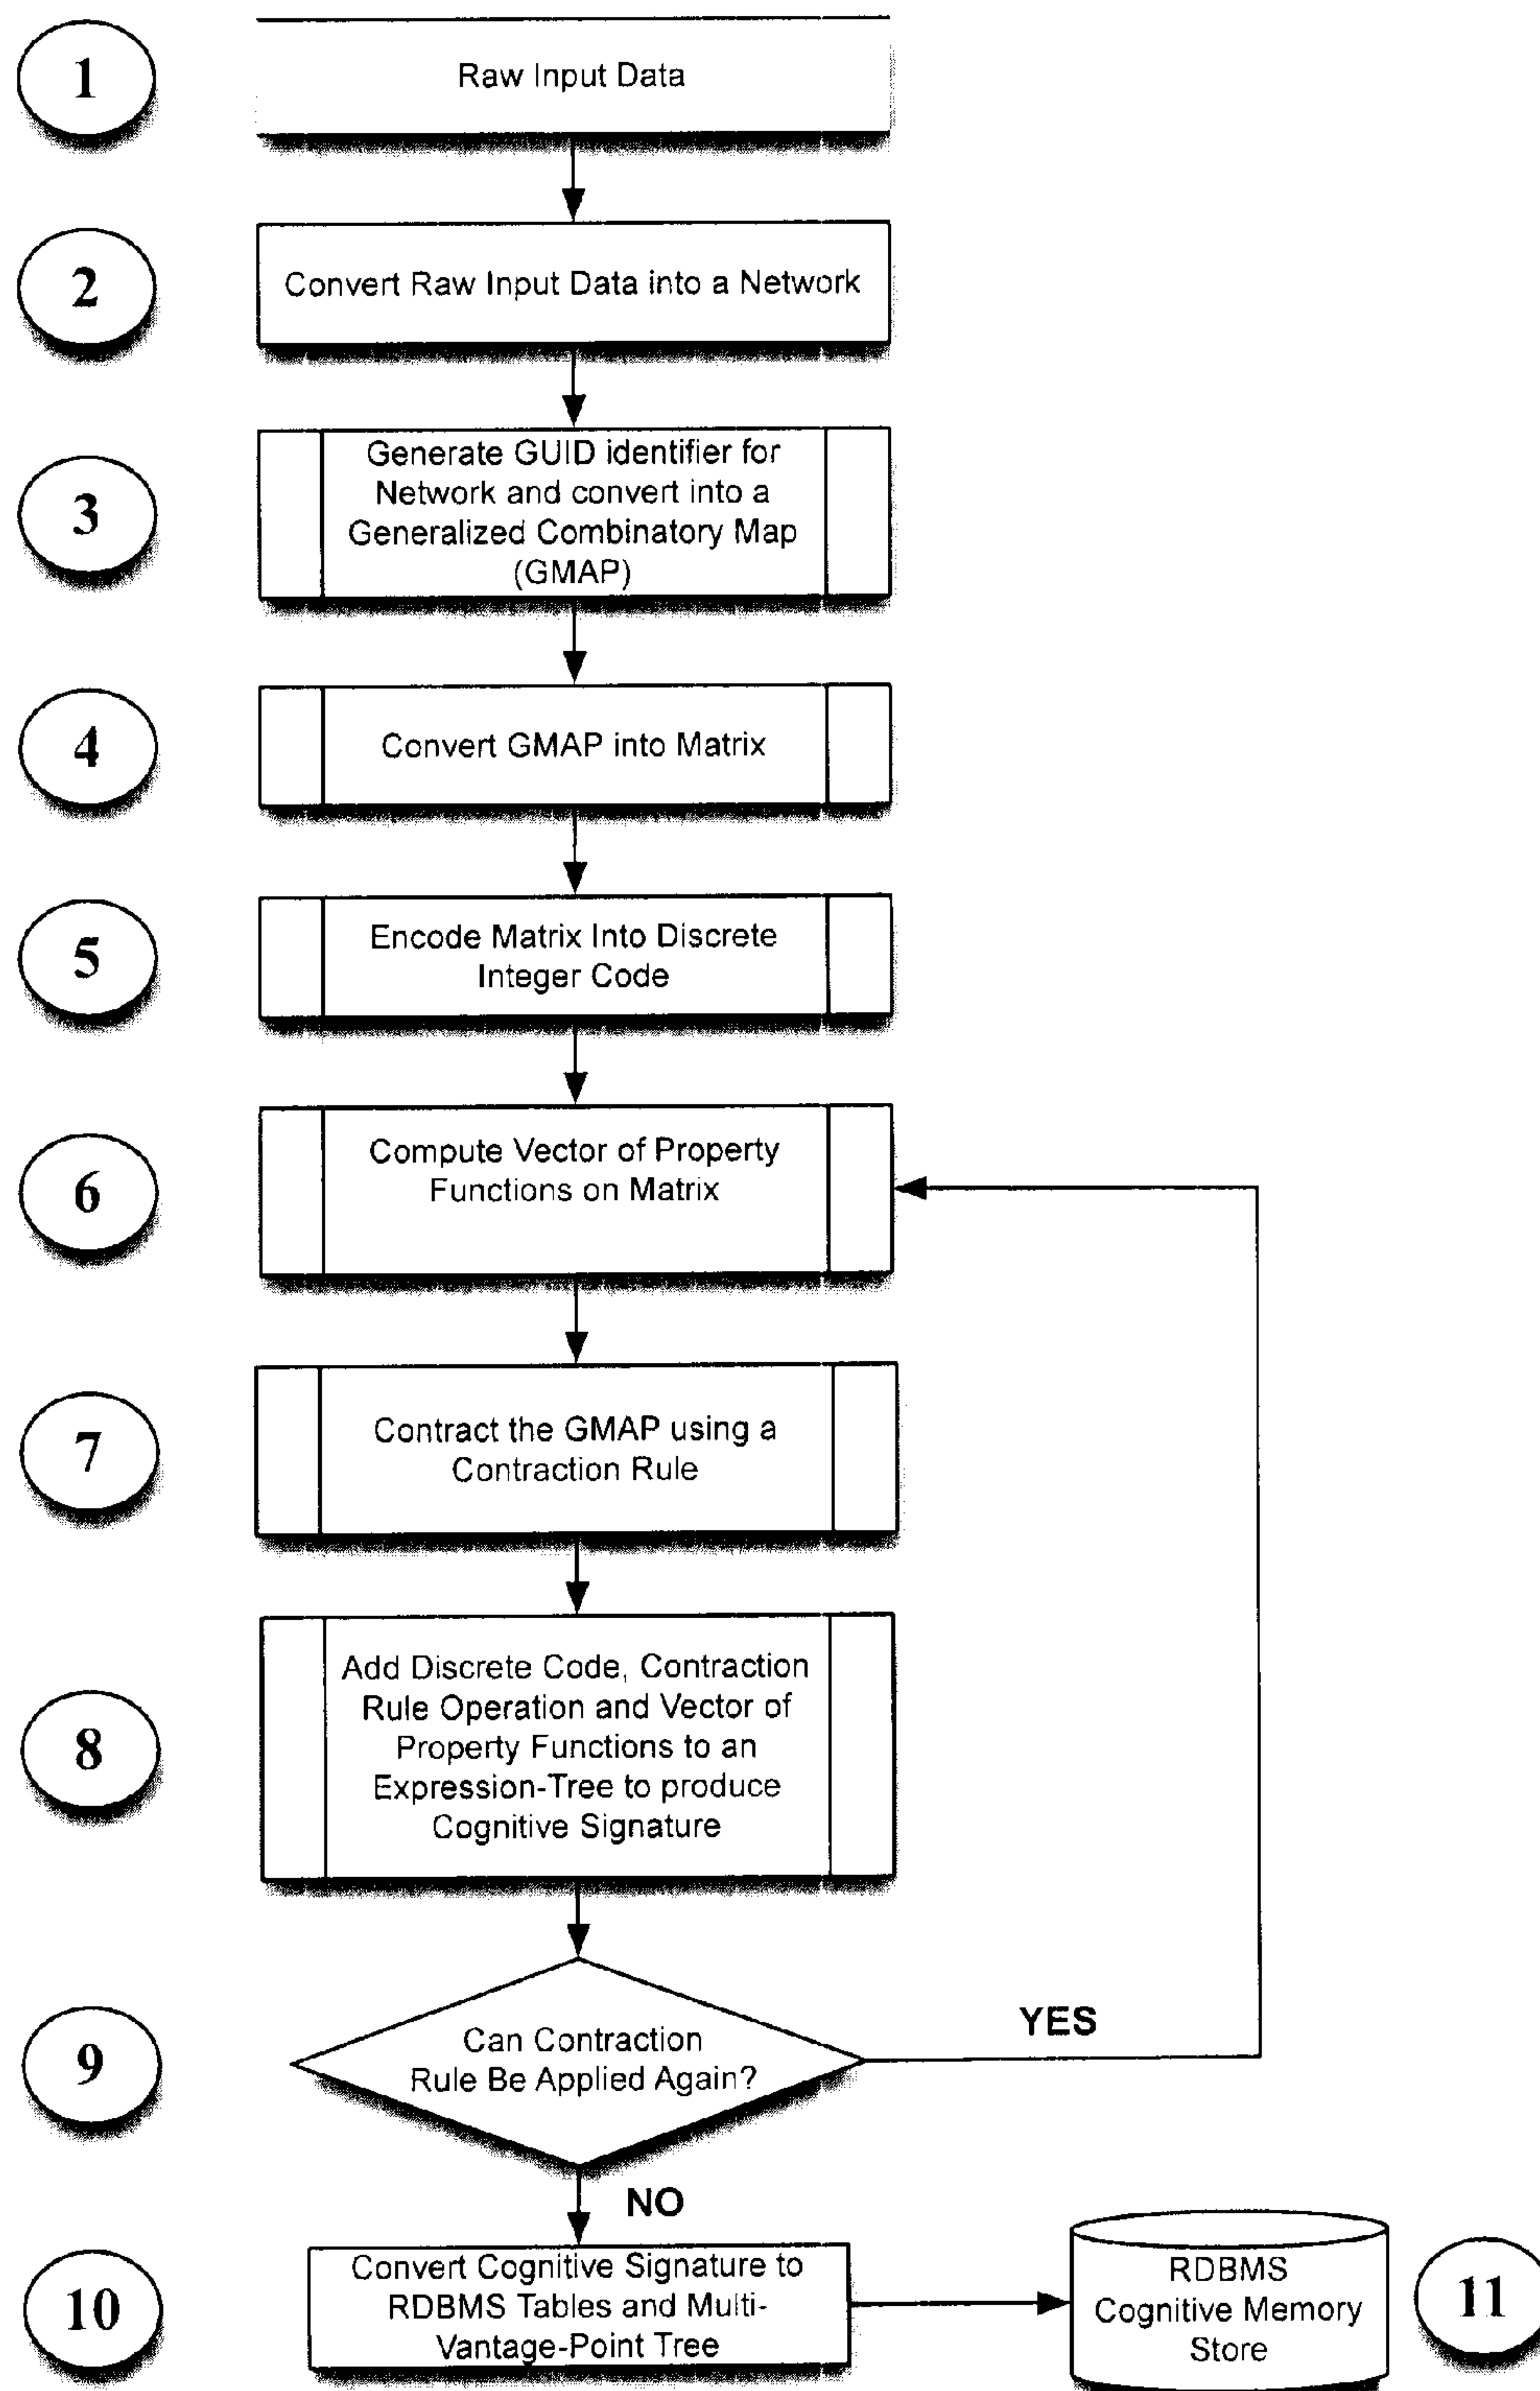 1
Raw Input Data
2
Convert Raw Input Data into a Network
3
Generate GUID identifier for
Network and convert into a
Generalized Combinatory Map
(GMAP)
4
Convert GMAP into Matrix
5
Encode Matrix Into Discrete
Integer Code
6
Compute Vector of Property
Functions on Matrix
7
Contract the GMAP using a
Contraction Rule
8
Add Discrete Code, Contraction
Rule Operation and Vector of
Property Functions to an
Expression-Tree to produce
Cognitive Signature
9
Can Contraction
Rule Be Applied Again?
YES
NO
10
Convert Cognitive Signature to
RDBMS Tables and Multi-
Vantage-Point Tree
RDBMS
Cognitive Memory
Store
11